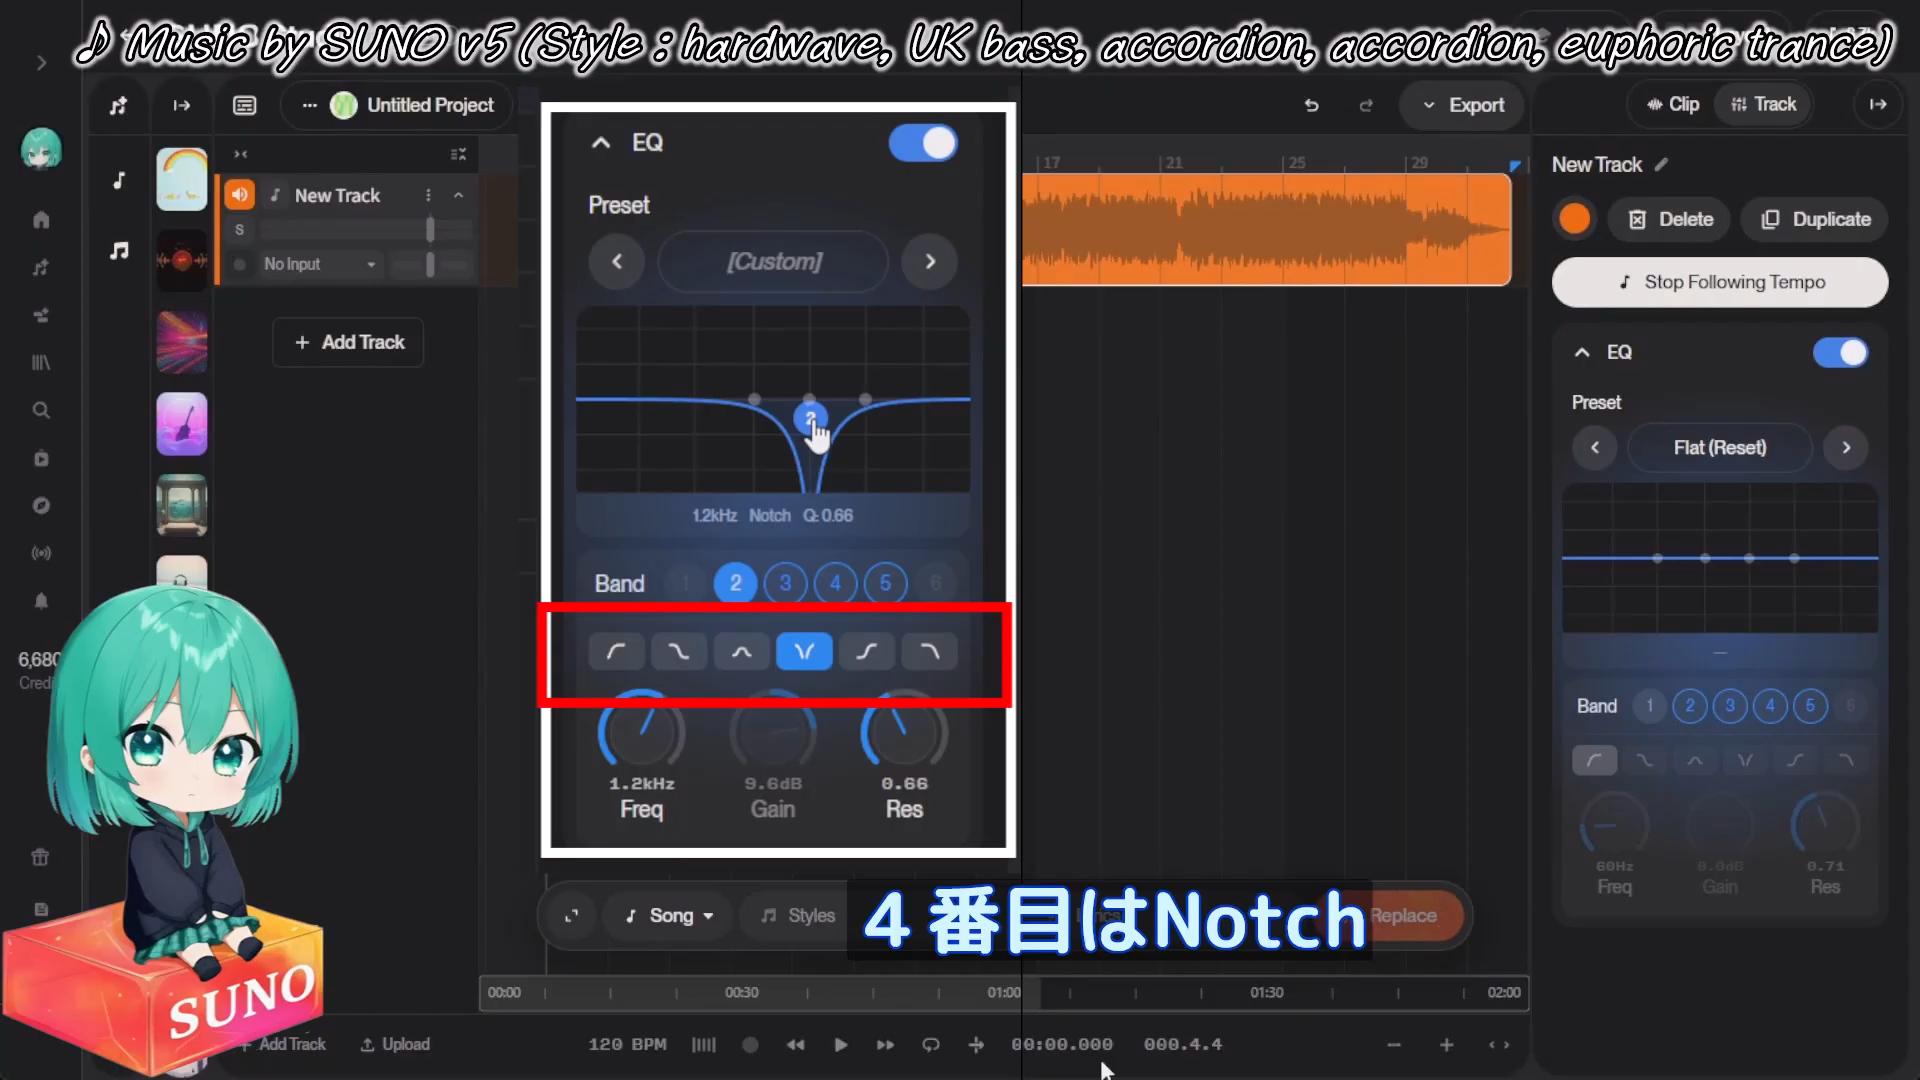 ♪ Music by SUNO v5 (Style : hardwave, UK bass, accordion, accordion, euphoric trance)
Untitled Project
Export
Clip
Track
EQ
17
21
25
29
New Track
New Track
Preset
S
Delete
Duplicate
[Custom]
No Input
Stop Following Tempo
Add Track
EQ
Preset
2
Flat (Reset)
1.2kHz Notch Q: 0.66
Band 1 2 3 4 5 6
6,680
Credi
Band 1 2 3 4 5 6
1.2kHz
9.6dB
0.66
Freq
Gain
Res
60Hz
0.0dB
0.71
Freq
Gain
Res
Song
Styles
Replace
４番目はNotch
SUNO
00:00
00:30
01:00
01:30
02:00
Add Track
Upload
120 BPM
00:00.000
000.4.4